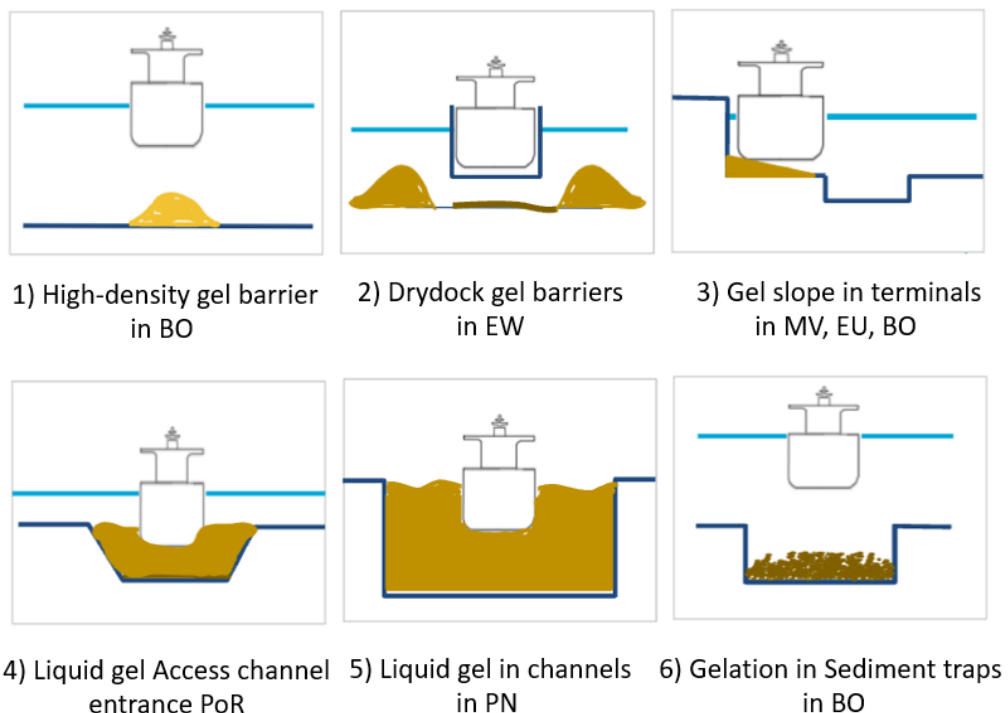 1) High-density gel barrier
in BO
2) Drydock gel barriers
in EW
3) Gel slope in terminals
in MV, EU, BO
4) Liquid gel Access channel
entrance PoR
5) Liquid gel in channels
in PN
6) Gelation in Sediment traps
in BO